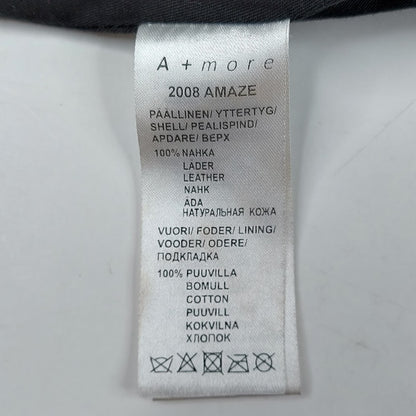 A + more
2008 AMAZE
PÄÄLLINEN/ YTTERTYG/
SHELL/ PEALISPIND/
APDARE/ ВЕРХ
100% NAHKA
LÄDER
LEATHER
NAHK
ĀDA
НАТУРАЛЬНАЯ КОЖА
VUORI/ FODER/ LINING/
VOODER/ ODERE/
ПОДКЛАДКА
100% PUUVILLA
BOMULL
COTTON
PUUVILL
KOKVILNA
ХЛОПОК